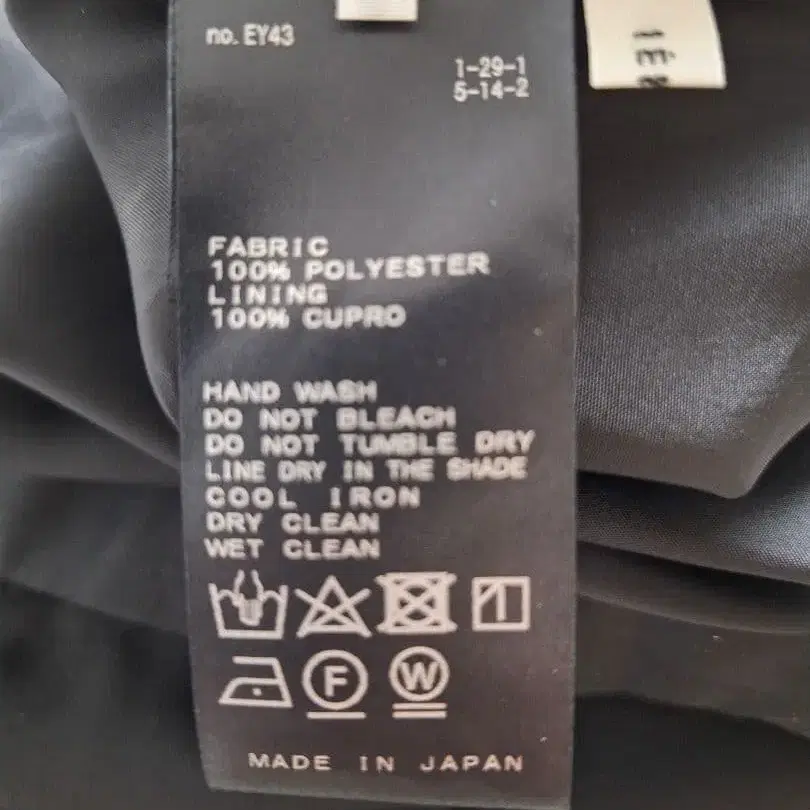 no. EY43
1-29-1
5-14-2
FABRIC
100% POLYESTER
LINING
100% CUPRO
HAND WASH
DO NOT BLEACH
DO NOT TUMBLE DRY
LINE DRY IN THE SHADE
COOL IRON
DRY CLEAN
WET CLEAN
F W
MADE IN JAPAN